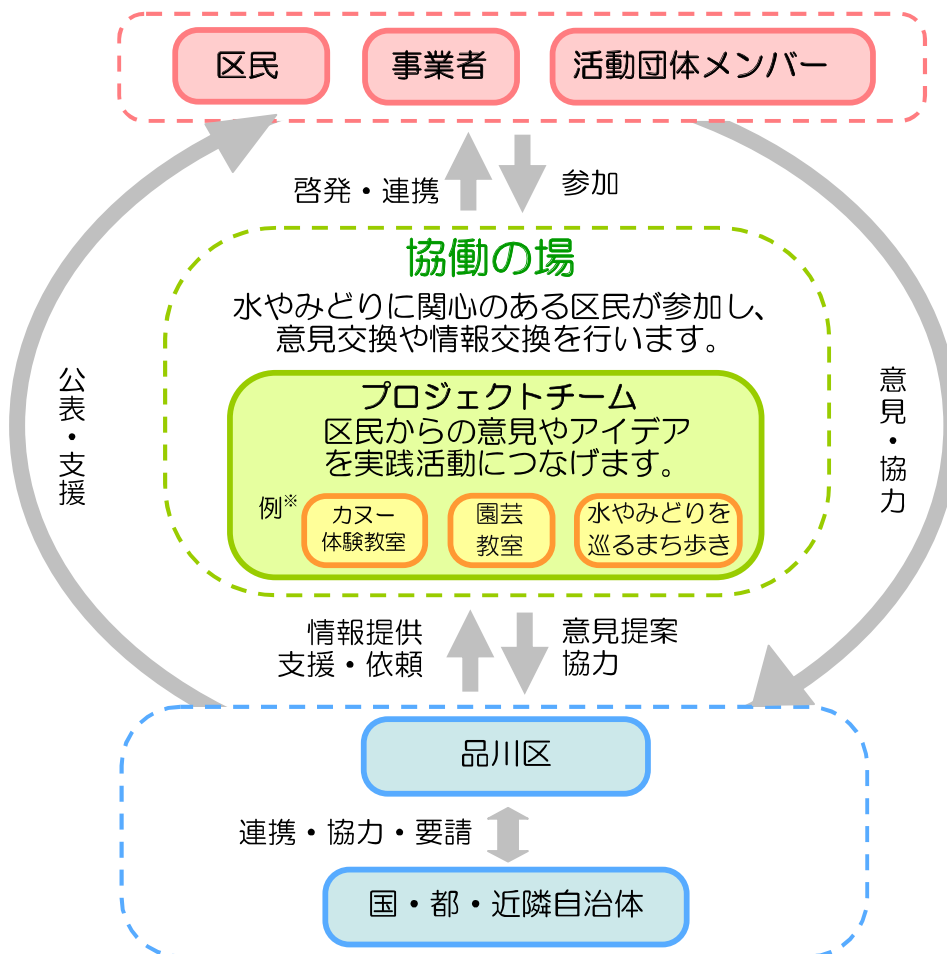 区民
事業者
活動団体メンバー
啓発・連携
参加
協働の場
水やみどりに関心のある区民が参加し、
意見交換や情報交換を行います。
公表・支援
意見・協力
プロジェクトチーム
区民からの意見やアイデア
を実践活動につなげます。
例※
カヌー
体験教室
園芸
教室
水やみどりを
巡るまち歩き
情報提供
支援・依頼
意見提案
協力
品川区
連携・協力・要請
国・都・近隣自治体